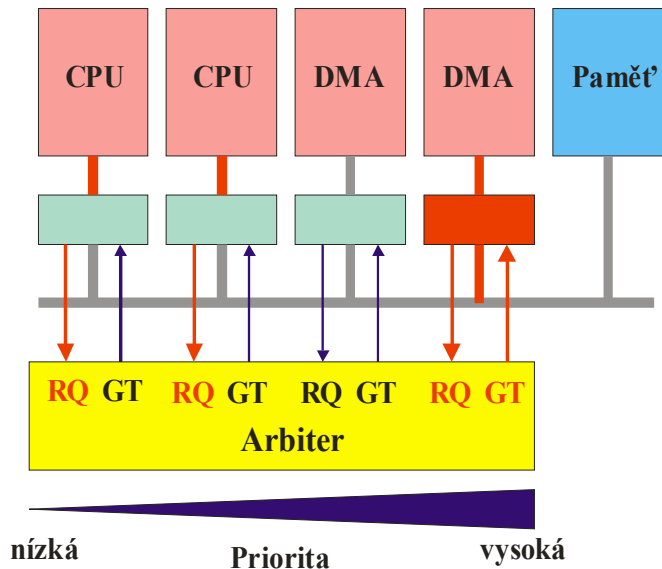 CPU CPU DMA DMA Paměť
RQ GT RQ GT RQ GT RQ GT
Arbiter
nízká Priorita vysoká